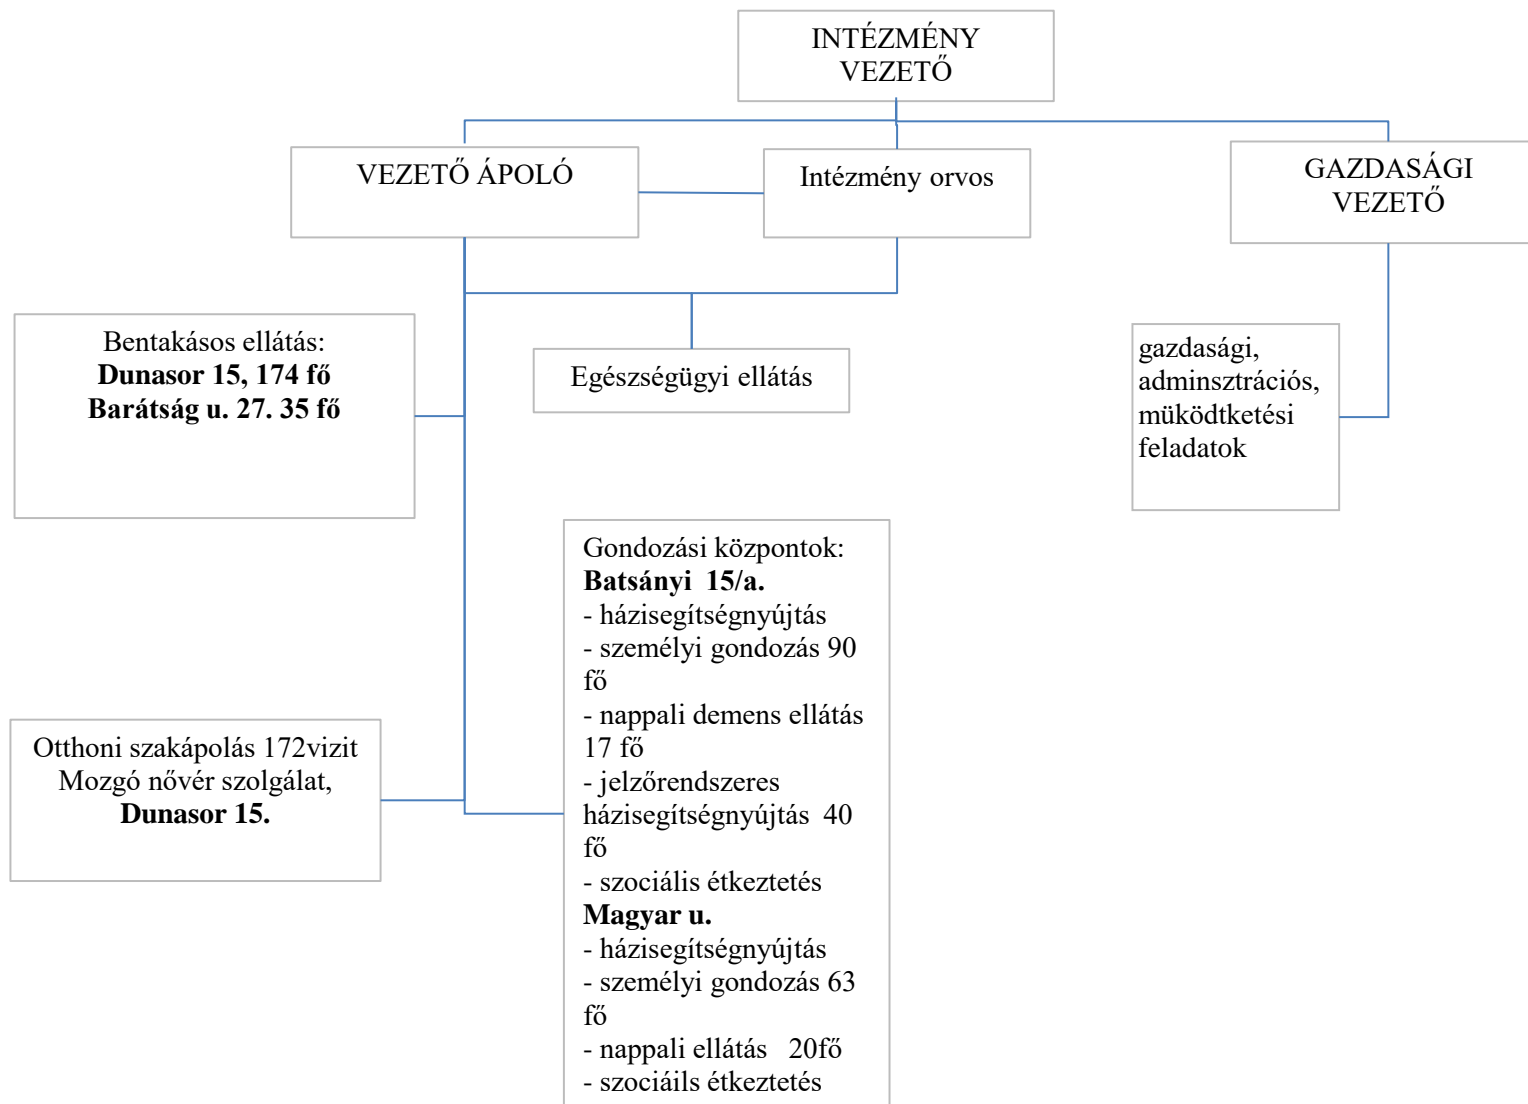 INTÉZMÉNY
VEZETŐ
VEZETŐ ÁPOLÓ
Intézmény orvos
GAZDASÁGI
VEZETŐ
Bentakásos ellátás:
Dunasor 15, 174 fő
Barátság u. 27. 35 fő
Egészségügyi ellátás
gazdasági,
adminsztrációs,
müködtketési
feladatok
Otthoni szakápolás 172vizit
Mozgó nővér szolgálat,
Dunasor 15.
Gondozási központok:
Batsányi 15/a.
- házisegítségnyújtás
- személyi gondozás 90
fő
- nappali demens ellátás
17 fő
- jelzőrendszeres
házisegítségnyújtás 40
fő
- szociális étkeztetés
Magyar u.
- házisegítségnyújtás
- személyi gondozás 63
fő
- nappali ellátás 20fő
- szociáils étkeztetés